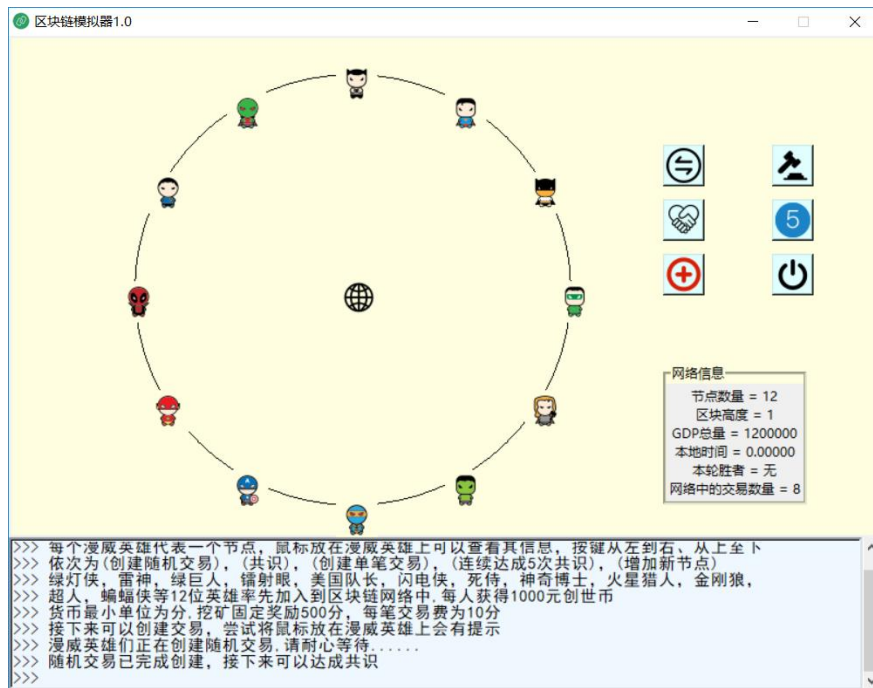 区块链模拟器1.0
5
网络信息
节点数量 = 12
区块高度 = 1
GDP总量 = 1200000
本地时间 = 0.00000
本轮胜者 = 无
网络中的交易数量 = 8
>>> 每个漫威英雄代表一个节点，鼠标放在漫威英雄上可以查看其信息，按键从左到右、从上至下
>>> 依次为(创建随机交易)，(共识)，(创建单笔交易)，(连续达成5次共识)，(增加新节点)，
>>> 绿灯侠，雷神，绿巨人，镭射眼，美国队长，闪电侠，死侍，神奇博士，火星猎人，金刚狼，
>>> 超人，蝙蝠侠等12位英雄率先加入到区块链网络中.每人获得1000元创世币
>>> 货币最小单位为分.挖矿固定奖励500分，每笔交易费为10分
>>> 接下来可以创建交易，尝试将鼠标放在漫威英雄上会有提示
>>> 漫威英雄们正在创建随机交易.请耐心等待......
>>> 随机交易已完成创建，接下来可以达成共识
>>>